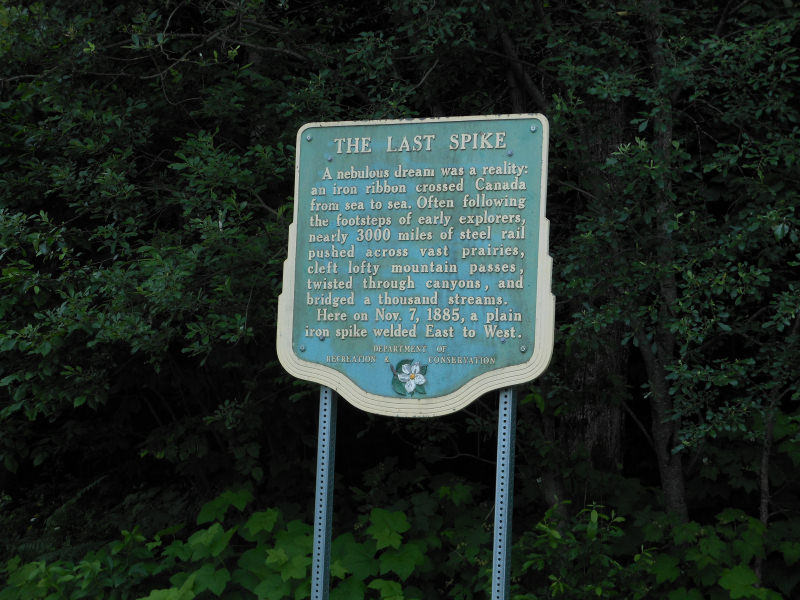 THE LAST SPIKE
A nebulous dream was a reality:
an iron ribbon crossed Canada
from sea to sea. Often following
the footsteps of early explorers,
nearly 3000 miles of steel rail
pushed across vast prairies,
cleft lofty mountain passes,
twisted through canyons, and
bridged a thousand streams.
Here on Nov. 7, 1885, a plain
iron spike welded East to West.
DEPARTMENT OF
RECREATION & CONSERVATION